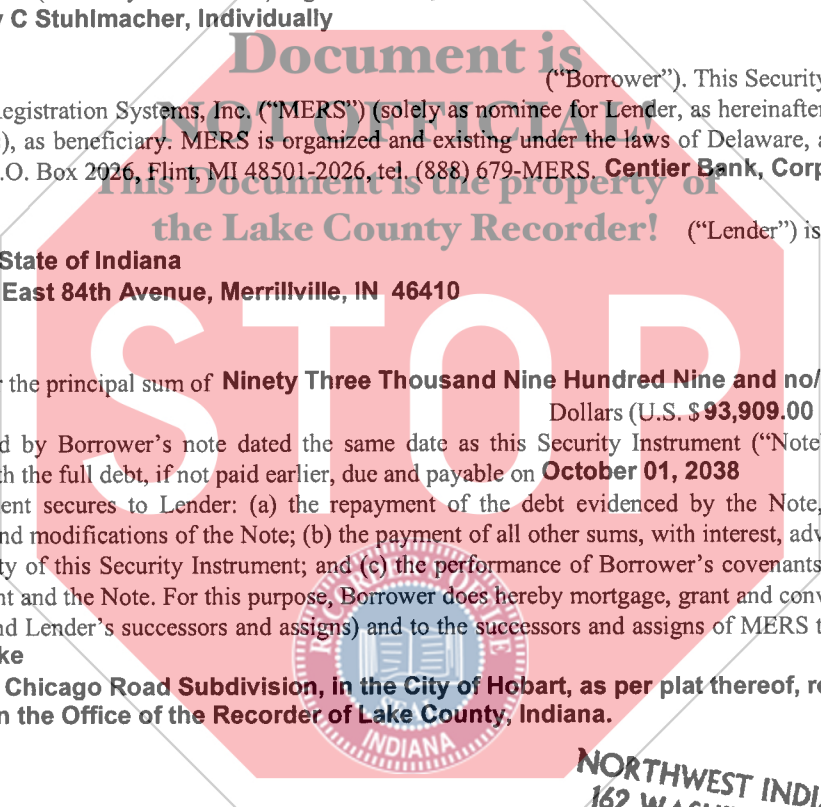 y C Stuhlmacher, Individually
Document is
("Borrower"). This Security
NOT OFFICIAL!
egistration Systems, Inc. ("MERS") (solely as nominee for Lender, as hereinafter
), as beneficiary. MERS is organized and existing under the laws of Delaware, a
.O. Box 2026, Flint, MI 48501-2026, tel. (888) 679-MERS. Centier Bank, Corp
This Document is the property of
the Lake County Recorder!
("Lender") is
State of Indiana
East 84th Avenue, Merrillville, IN 46410
STOP
r the principal sum of Ninety Three Thousand Nine Hundred Nine and no/
Dollars (U.S. $93,909.00
d by Borrower's note dated the same date as this Security Instrument ("Note"
th the full debt, if not paid earlier, due and payable on October 01, 2038
ent secures to Lender: (a) the repayment of the debt evidenced by the Note,
nd modifications of the Note; (b) the payment of all other sums, with interest, adv
ty of this Security Instrument; and (c) the performance of Borrower's covenants
nt and the Note. For this purpose, Borrower does hereby mortgage, grant and conv
nd Lender's successors and assigns) and to the successors and assigns of MERS t
ke
Chicago Road Subdivision, in the City of Hobart, as per plat thereof, re
n the Office of the Recorder of Lake County, Indiana.
SEAL
INDIANA
NORTHWEST INDI
162